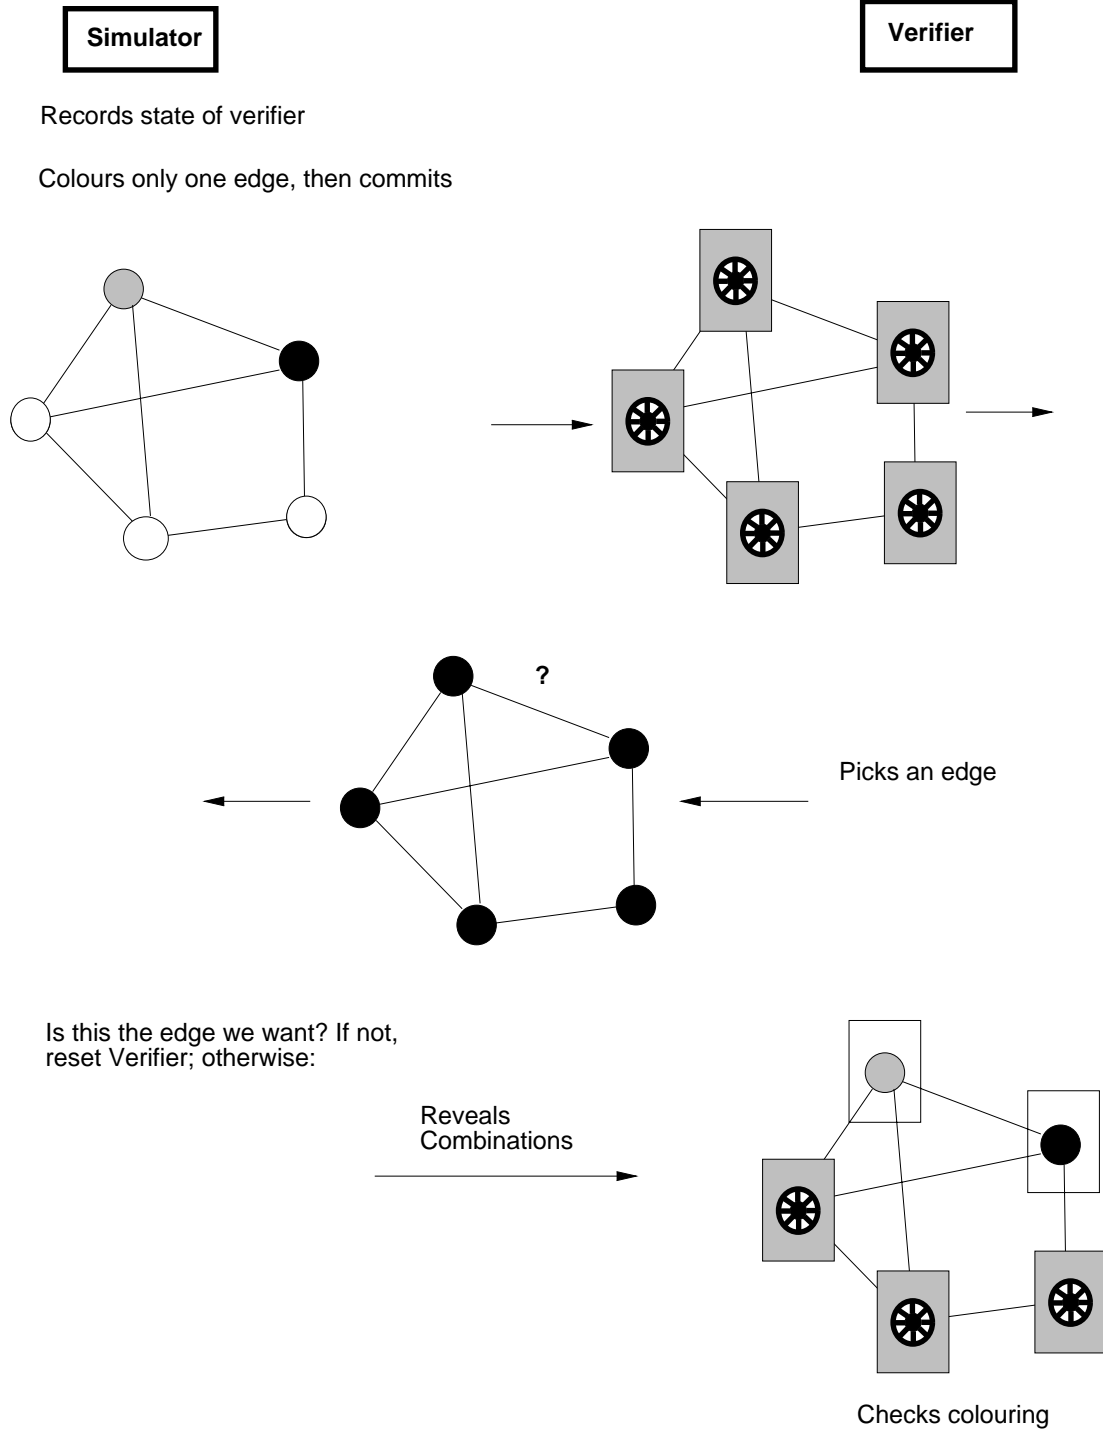 Simulator
Verifier
Records state of verifier
Colours only one edge, then commits
?
Picks an edge
Is this the edge we want? If not,
reset Verifier; otherwise:
Reveals
Combinations
Checks colouring